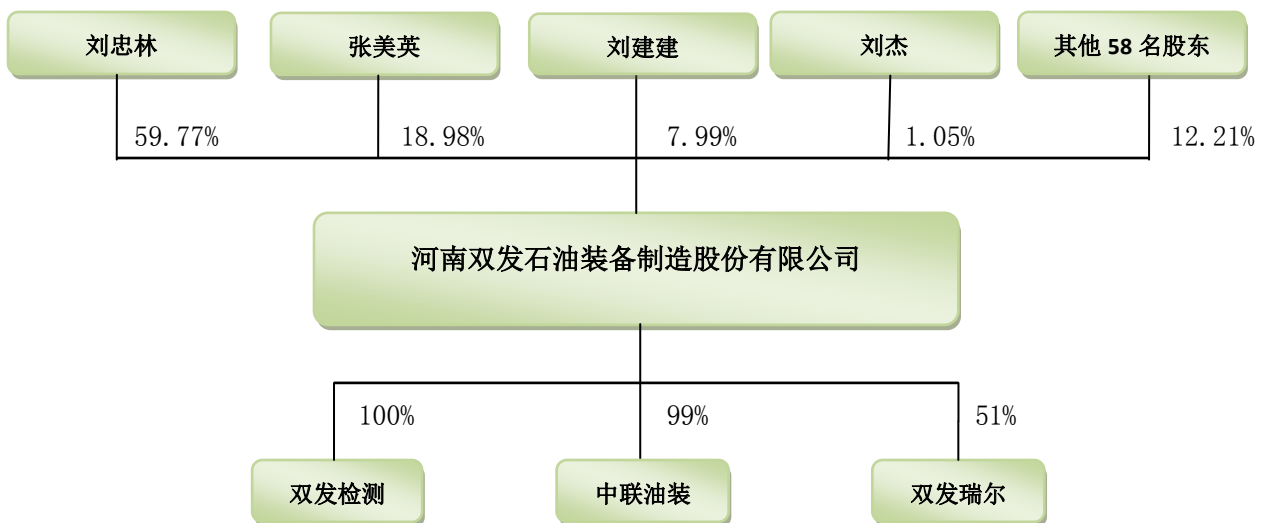 刘忠林
张美英
刘建建
刘杰
其他 58 名股东
59.77%
18.98%
7.99%
1.05%
12.21%
河南双发石油装备制造股份有限公司
100%
99%
51%
双发检测
中联油装
双发瑞尔